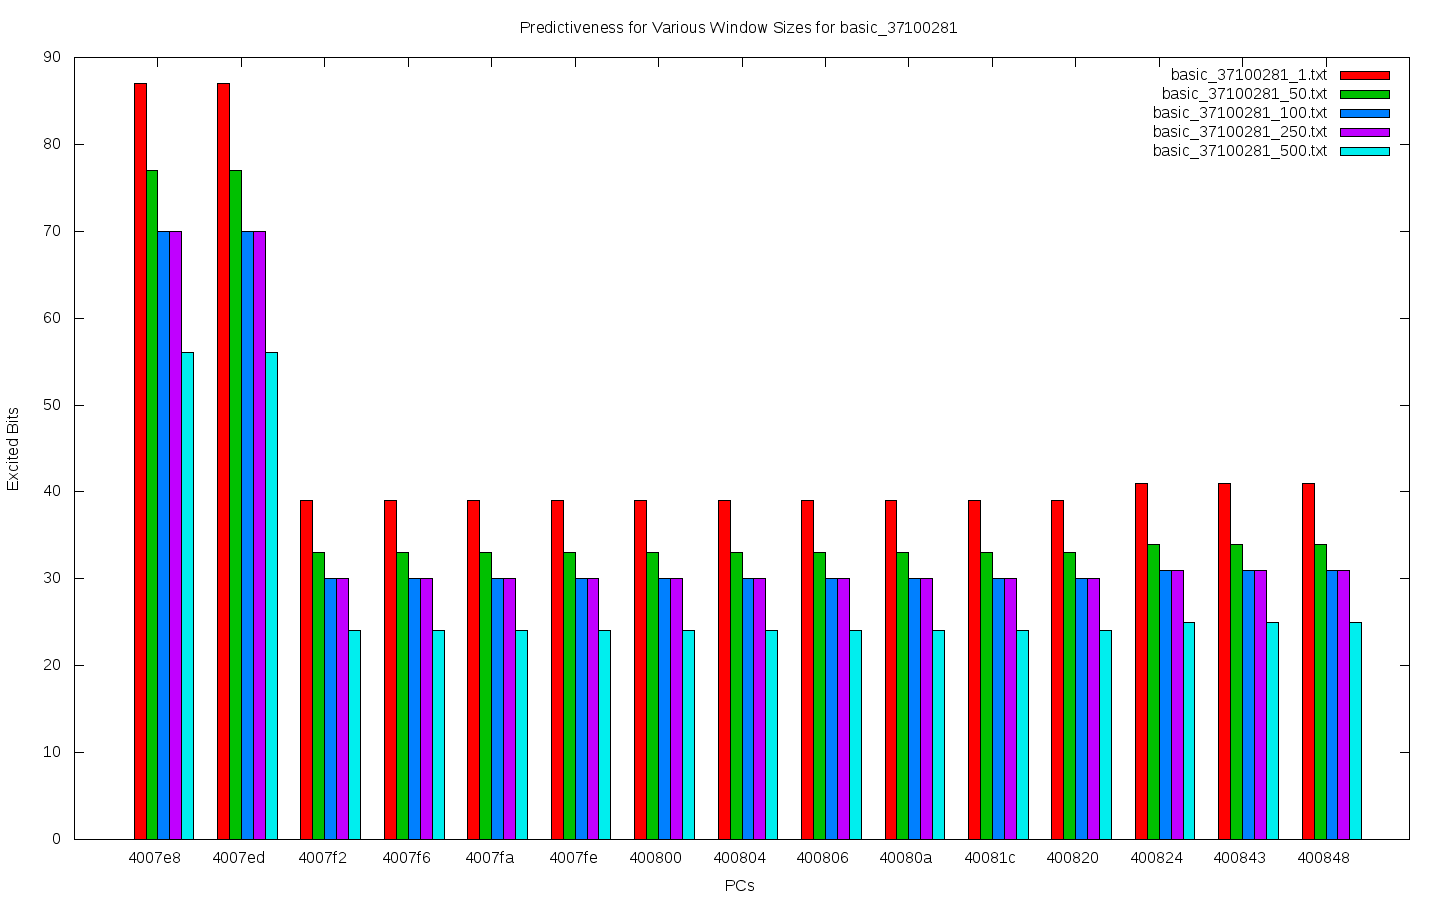 Predictiveness for Various Window Sizes for basic_37100281
90
basic_37100281_1.txt
basic_37100281_50.txt
basic_37100281_100.txt
basic_37100281_250.txt
basic_37100281_500.txt
80
70
60
50
40
30
20
10
0
Excited Bits
4007e8 4007ed 4007f2 4007f6 4007fa 4007fe 400800 400804 400806 40080a 40081c 400820 400824 400843 400848
PCs